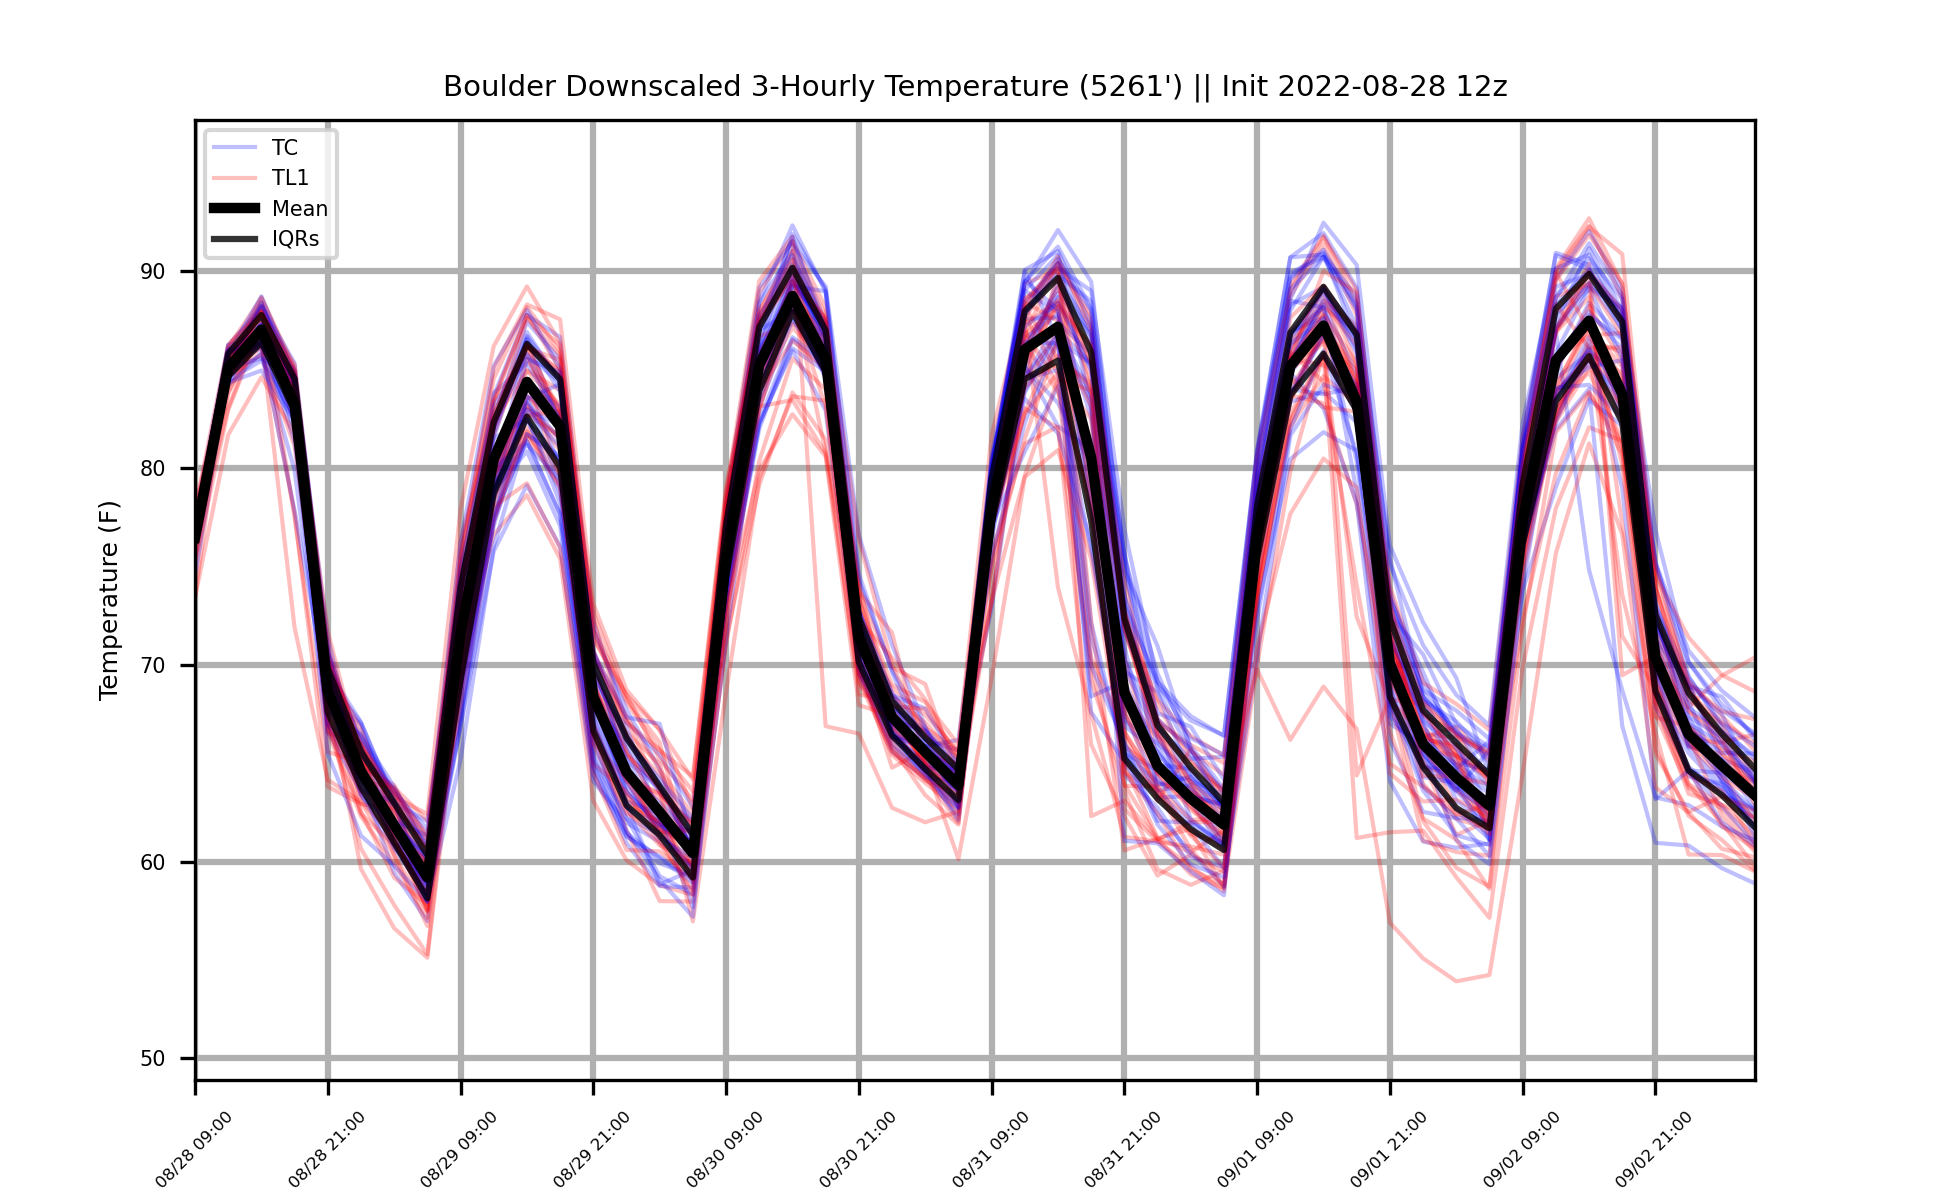 Boulder Downscaled 3-Hourly Temperature (5261') || Init 2022-08-28 12z
TC
TL1
Mean
IQRs
Temperature (F)
90
80
70
60
50
08/28 09:00
08/28 21:00
08/29 09:00
08/29 21:00
08/30 09:00
08/30 21:00
08/31 09:00
08/31 21:00
09/01 09:00
09/01 21:00
09/02 09:00
09/02 21:00